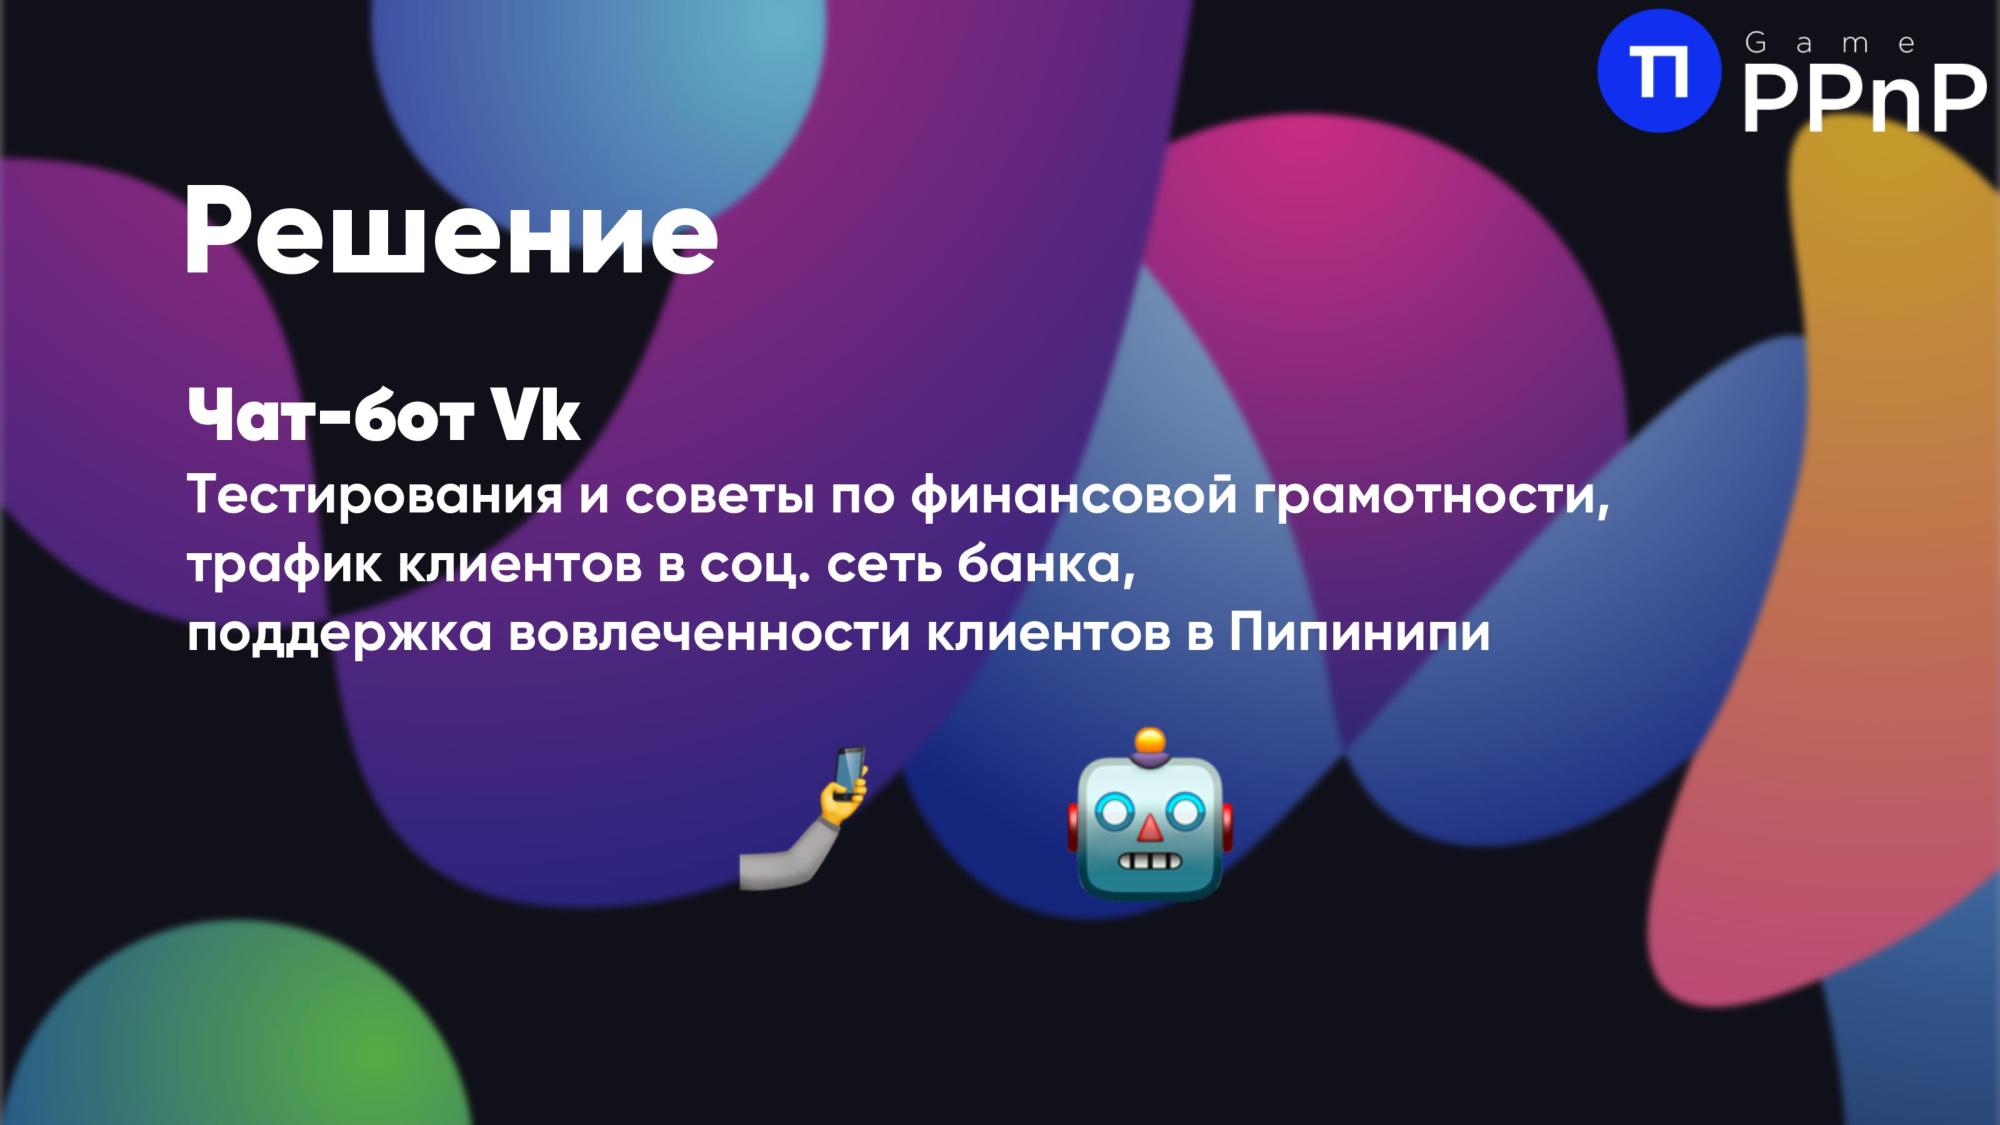 П
Game
PPnP
Решение
Чат-бот Vk
Тестирования и советы по финансовой грамотности,
трафик клиентов в соц. сеть банка,
поддержка вовлеченности клиентов в Пипинипи